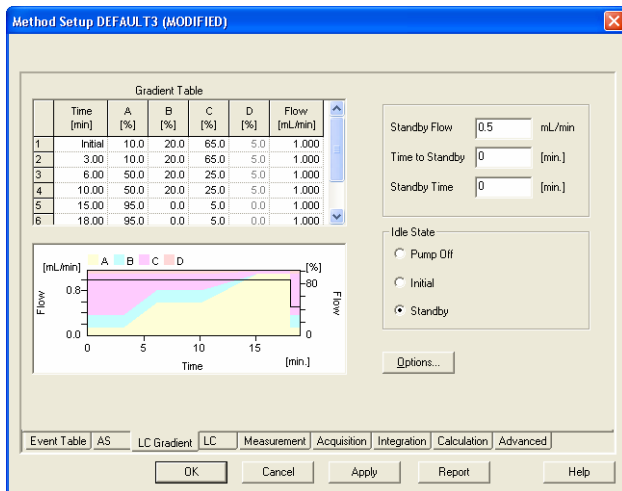 Method Setup DEFAULT3 (MODIFIED)
Gradient Table
Time [min] A [%] B [%] C [%] D [%] Flow [mL/min]
1 Initial 10.0 20.0 65.0 5.0 1.000
2 3.00 10.0 20.0 65.0 5.0 1.000
3 6.00 50.0 20.0 25.0 5.0 1.000
4 10.00 50.0 20.0 25.0 5.0 1.000
5 15.00 95.0 0.0 5.0 0.0 1.000
6 18.00 95.0 0.0 5.0 0.0 1.000
Standby Flow 0.5 mL/min
Time to Standby 0 [min.]
Standby Time 0 [min.]
Idle State
Pump Off
Initial
Standby
Options...
[mL/min] A B C D [%]
0.8 80
Flow Flow
0.0 0
0 5 10 15 [min.]
Time
Event Table AS LC Gradient LC Measurement Acquisition Integration Calculation Advanced
OK Cancel Apply Report Help